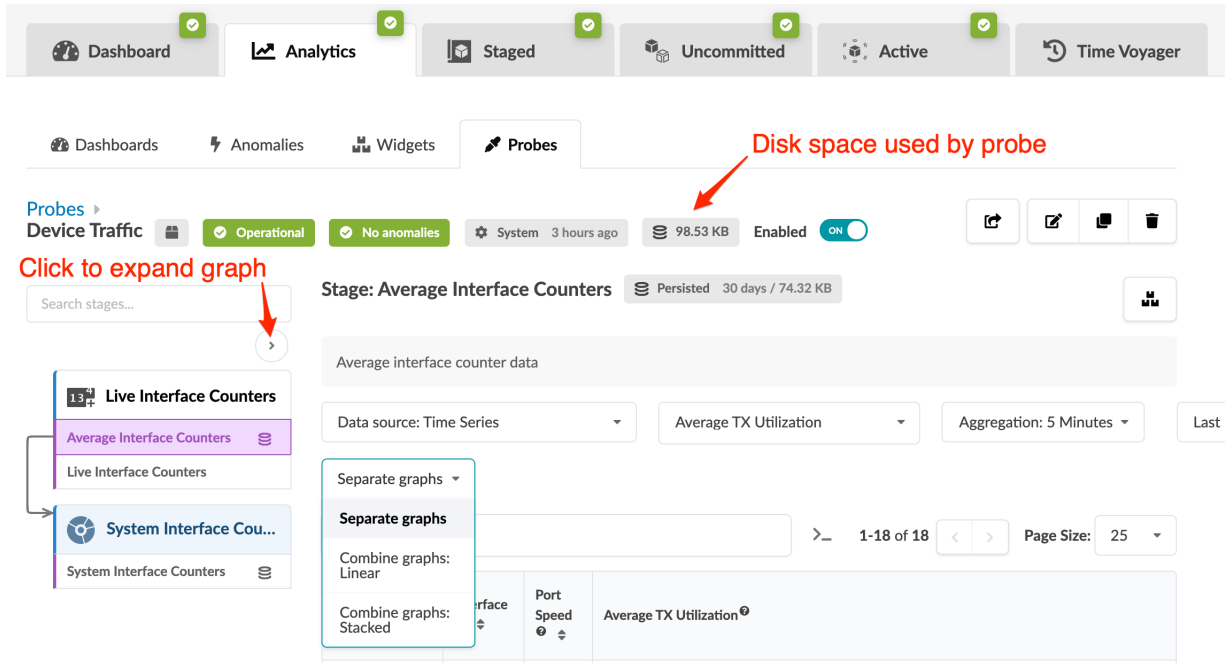 Dashboard
Analytics
Staged
Uncommitted
Active
Time Voyager
Dashboards
Anomalies
Widgets
Probes
Disk space used by probe
Probes
Device Traffic
Operational
No anomalies
System 3 hours ago
98.53 KB
Enabled
ON
Click to expand graph
Search stages...
Stage: Average Interface Counters
Persisted 30 days / 74.32 KB
Average interface counter data
13 4
Live Interface Counters
Average Interface Counters
Live Interface Counters
System Interface Cou...
System Interface Counters
Data source: Time Series
Average TX Utilization
Aggregation: 5 Minutes
Last
Separate graphs
Separate graphs
Combine graphs:
Linear
Combine graphs:
Stacked
1-18 of 18
Page Size:
25
rface
Port
Speed
Average TX Utilization